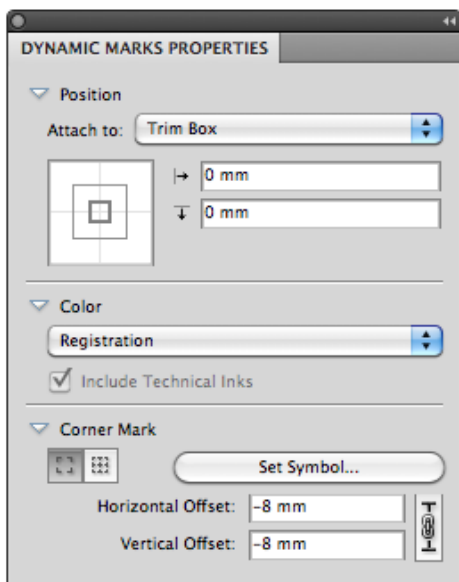 DYNAMIC MARKS PROPERTIES
Position
Attach to: Trim Box
0 mm
0 mm
Color
Registration
Include Technical Inks
Corner Mark
Set Symbol...
Horizontal Offset: -8 mm
Vertical Offset: -8 mm